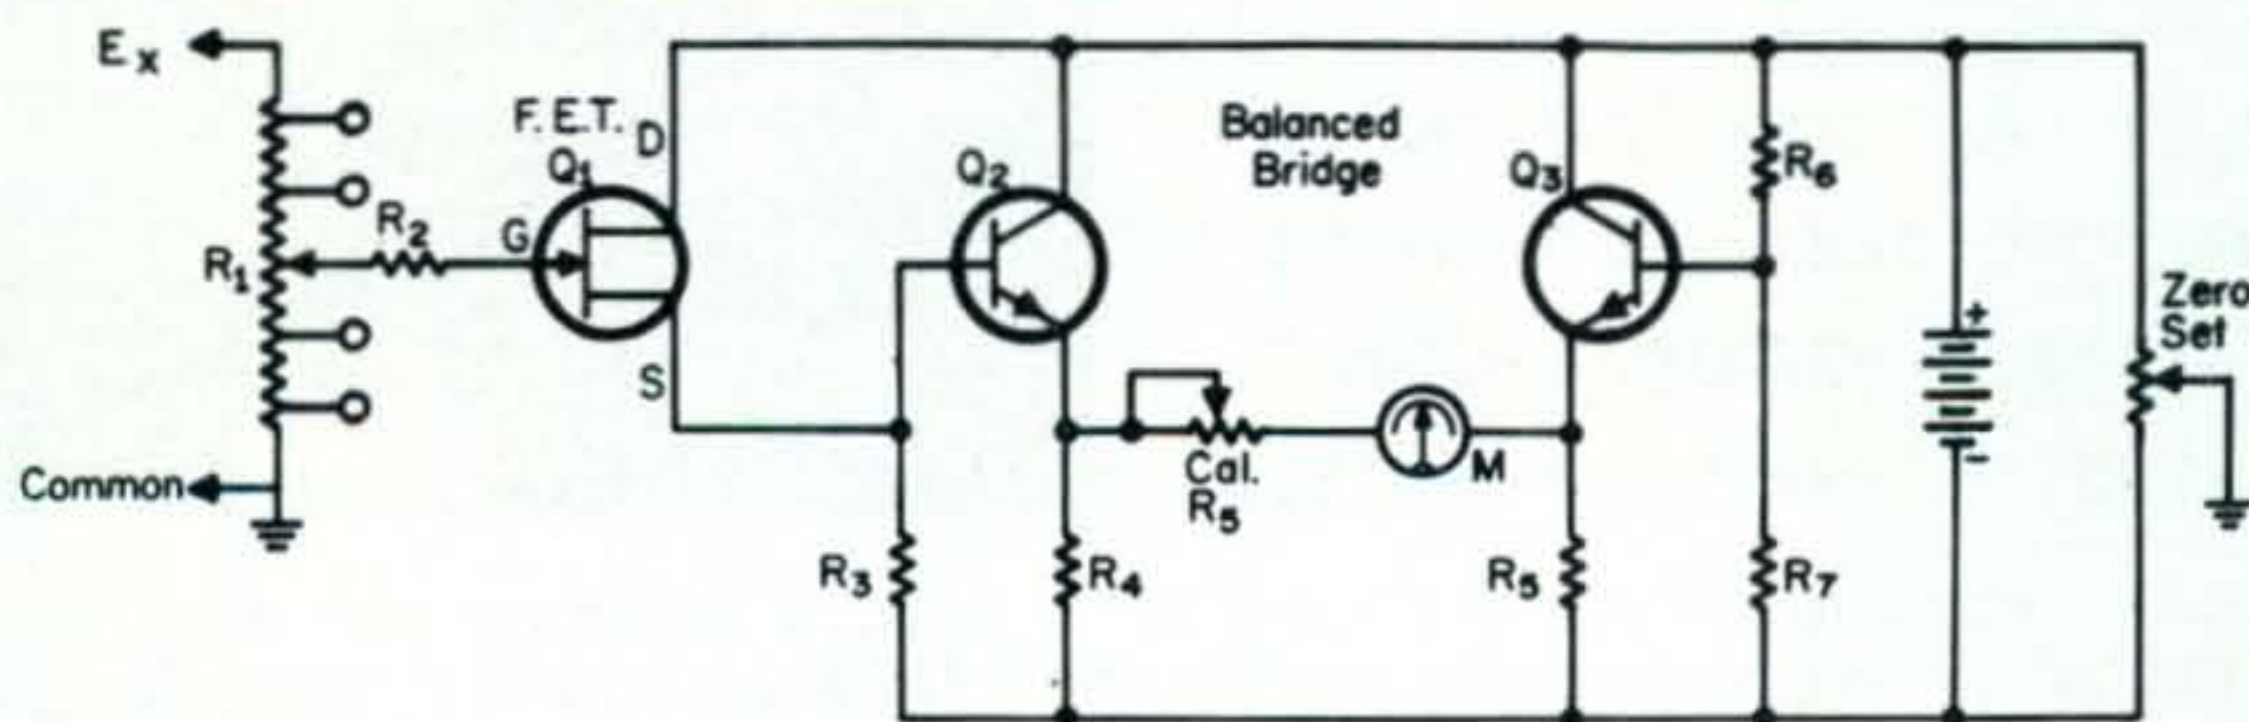 Ex
F.E.T.
Q1
D
G
S
R1
R2
Common
Q2
Balanced
Bridge
Q3
R6
Cal.
R5
M
R3
R4
R5
R7
+
-
Zero
Set